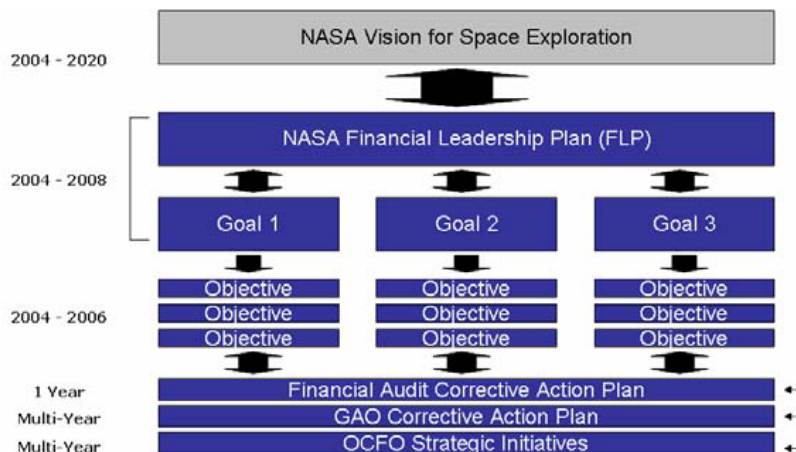 NASA Vision for Space Exploration
2004 - 2020
NASA Financial Leadership Plan (FLP)
2004 - 2008
Goal 1 Goal 2 Goal 3
Objective Objective Objective
2004 - 2006 Objective Objective Objective
Objective Objective Objective
1 Year Financial Audit Corrective Action Plan
Multi-Year GAO Corrective Action Plan
Multi-Year OCFO Strategic Initiatives